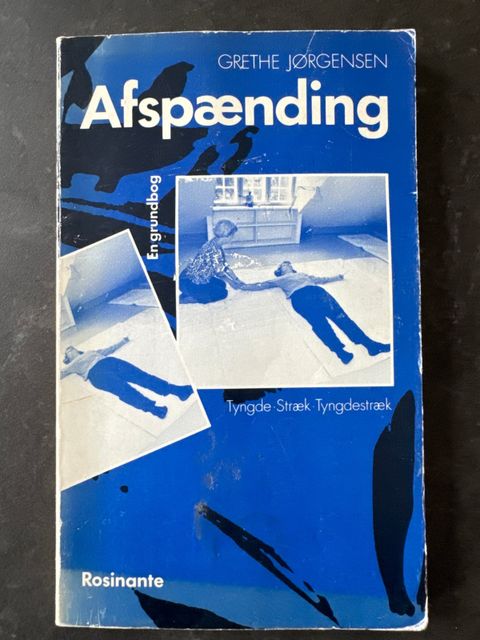 GRETHE JØRGENSEN
Afspænding
En grundbog
Tyngde · Stræk · Tyngdestræk
Rosinante